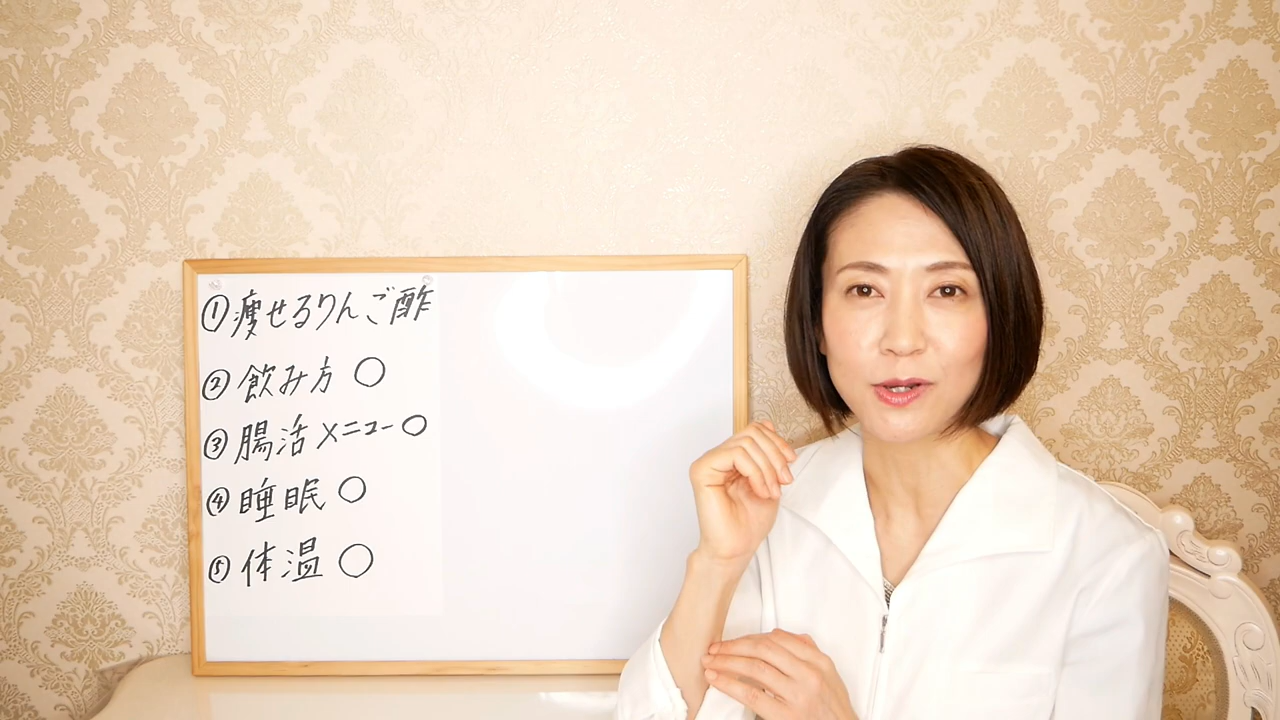 ①痩せるりんご酢
②飲み方 〇
③腸活メニュー〇
④睡眠 〇
⑤体温 〇